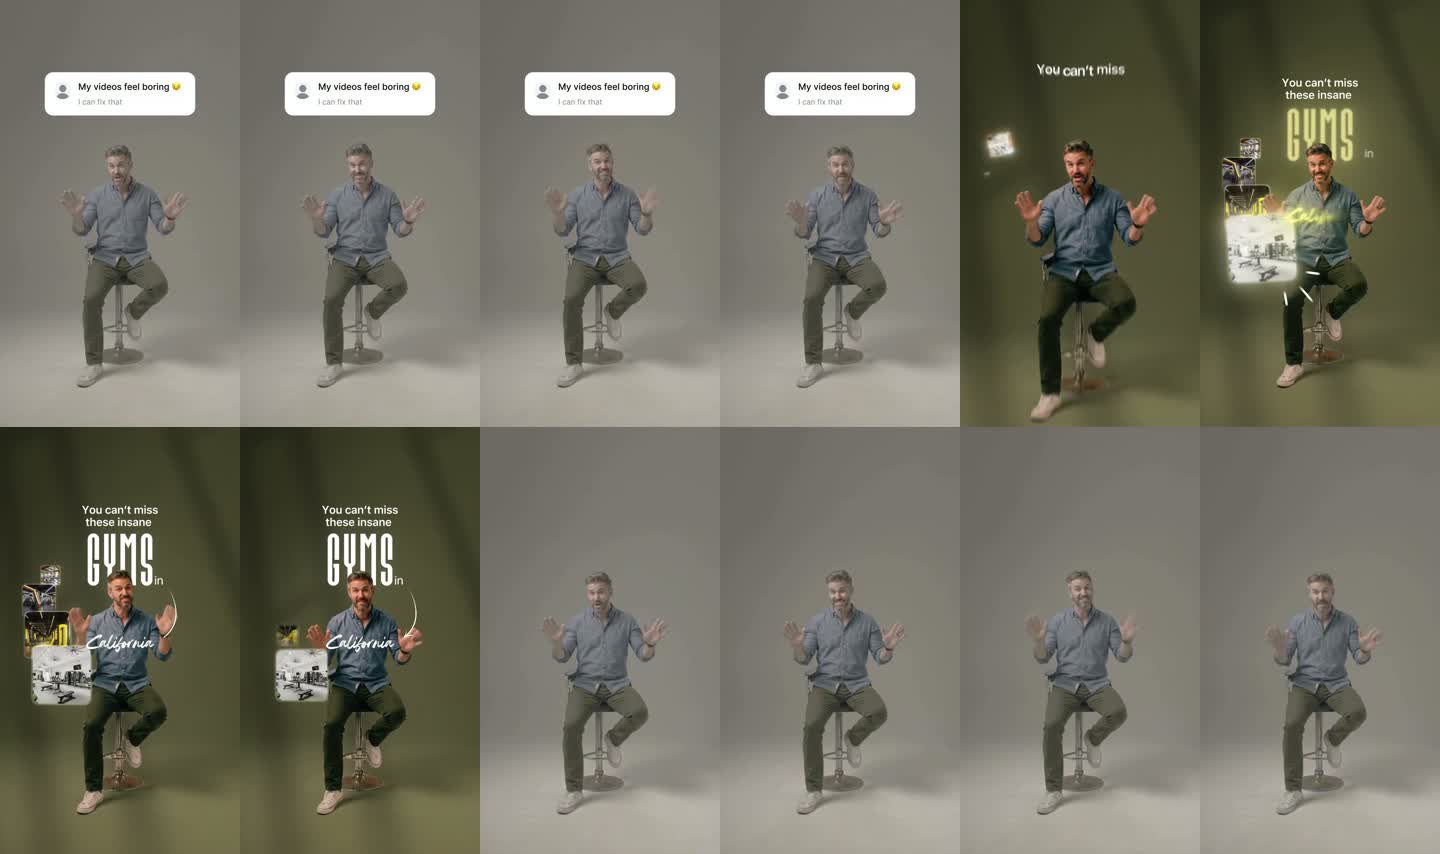 My videos feel boring 😔
I can fix that
My videos feel boring 😔
I can fix that
My videos feel boring 😔
I can fix that
My videos feel boring 😔
I can fix that
You can't miss
You can't miss
these insane
GYMS
in
You can't miss
these insane
GYMS
in
California
You can't miss
these insane
GYMS
in
California